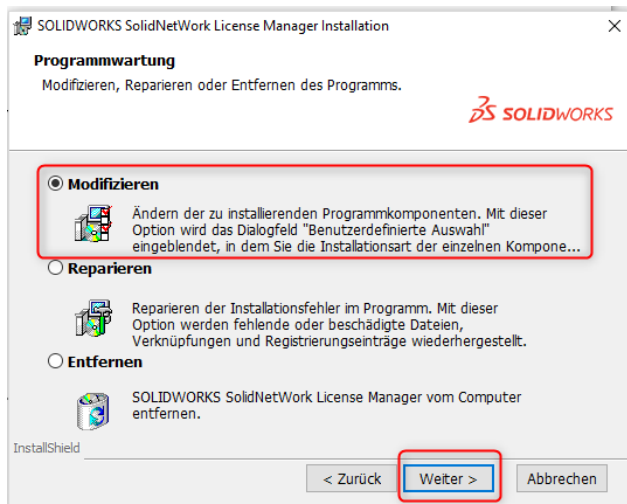 SOLIDWORKS SolidNetWork License Manager Installation
Programmwartung
Modifizieren, Reparieren oder Entfernen des Programms.
SOLIDWORKS
Modifizieren
Ändern der zu installierenden Programmkomponenten. Mit dieser
Option wird das Dialogfeld "Benutzerdefinierte Auswahl"
eingeblendet, in dem Sie die Installationsart der einzelnen Kompone...
Reparieren
Reparieren der Installationsfehler im Programm. Mit dieser
Option werden fehlende oder beschädigte Dateien,
Verknüpfungen und Registrierungseinträge wiederhergestellt.
Entfernen
SOLIDWORKS SolidNetWork License Manager vom Computer
entfernen.
InstallShield
< Zurück Weiter > Abbrechen